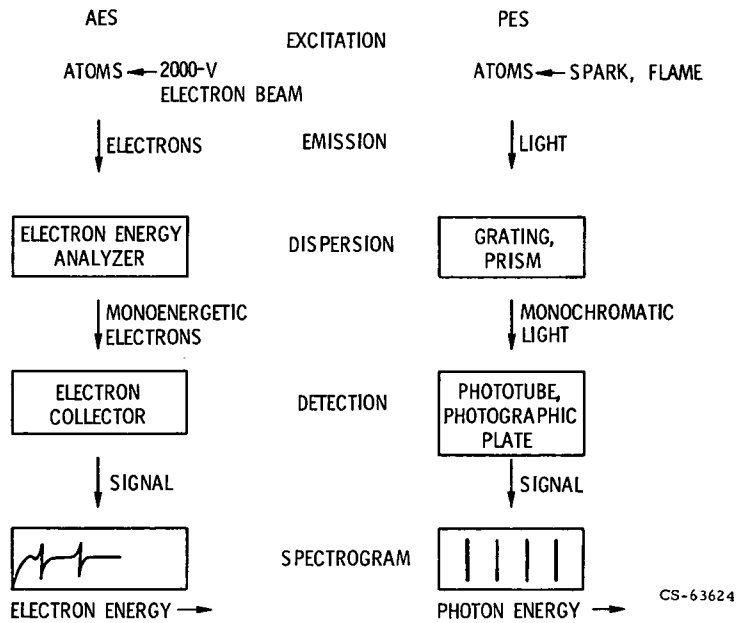 AES
EXCITATION
PES
ATOMS ← 2000-V
ELECTRON BEAM
ATOMS ← SPARK, FLAME
ELECTRONS
EMISSION
LIGHT
ELECTRON ENERGY
ANALYZER
DISPERSION
GRATING,
PRISM
MONOENERGETIC
ELECTRONS
MONOCHROMATIC
LIGHT
ELECTRON
COLLECTOR
DETECTION
PHOTOTUBE,
PHOTOGRAPHIC
PLATE
SIGNAL
SIGNAL
SPECTROGRAM
ELECTRON ENERGY →
PHOTON ENERGY →
CS-63624